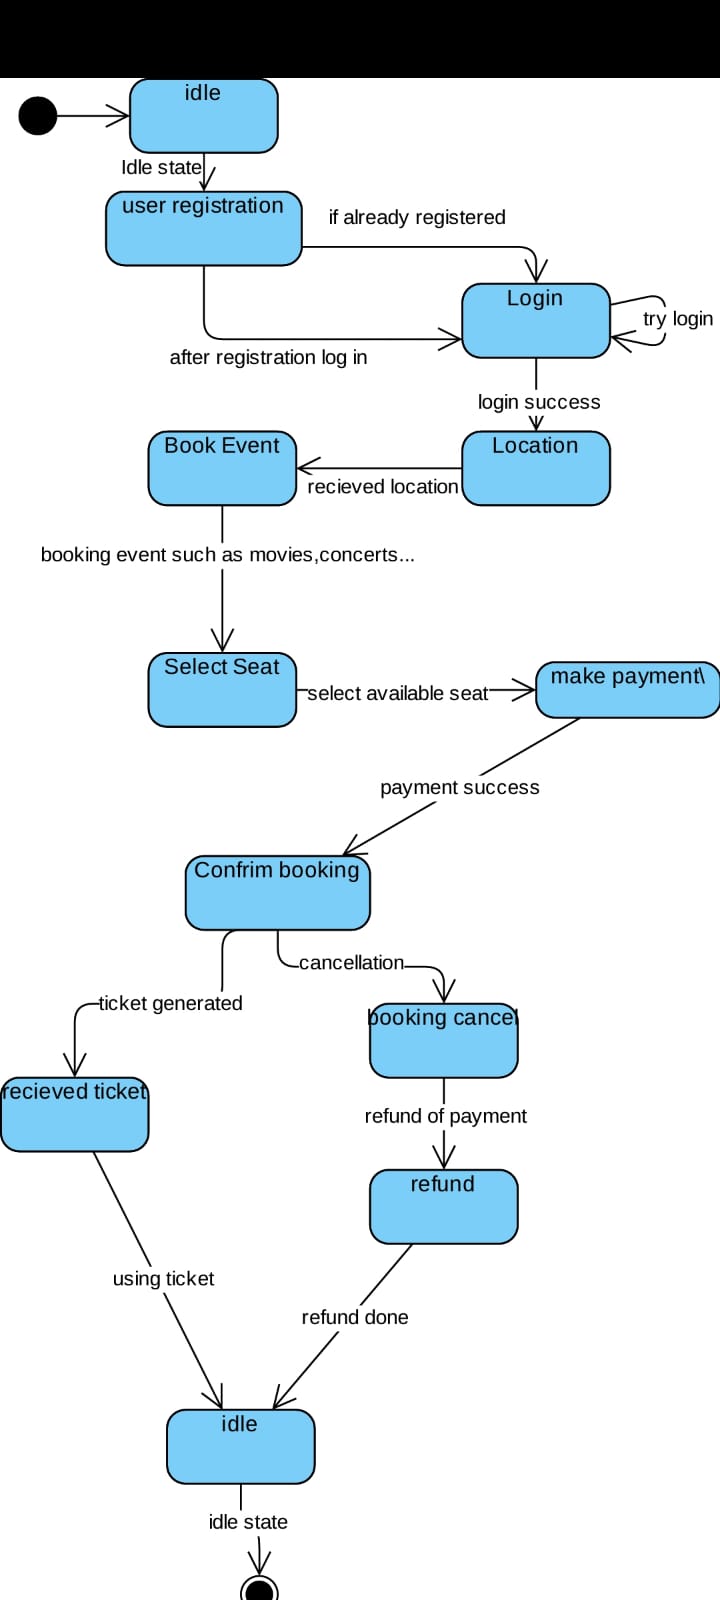 idle
Idle state
user registration
if already registered
Login
try login
after registration log in
login success
Book Event
Location
recieved location
booking event such as movies,concerts...
Select Seat
select available seat
make payment\
payment success
Confrim booking
cancellation
ticket generated
booking cancel
recieved ticket
refund of payment
refund
using ticket
refund done
idle
idle state